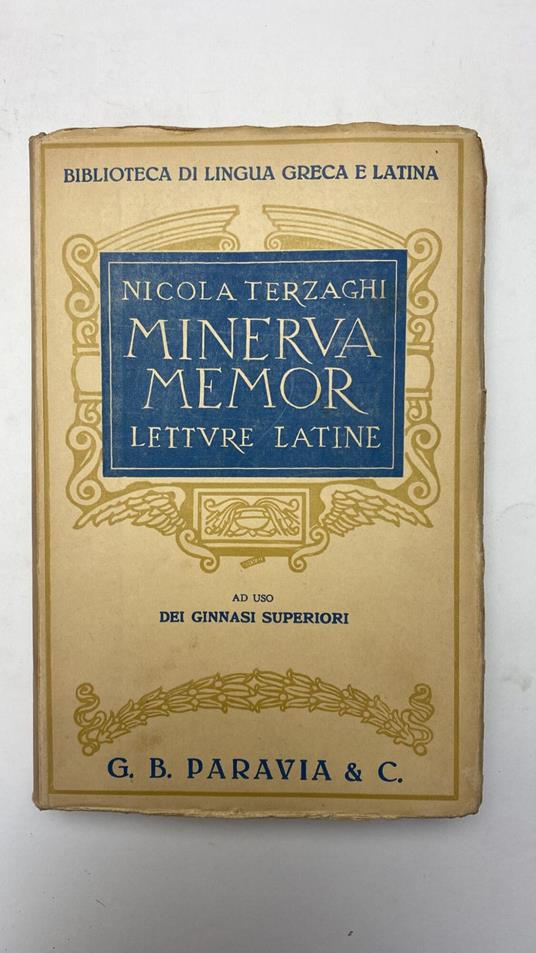 BIBLIOTECA DI LINGUA GRECA E LATINA
NICOLA TERZAGHI
MINERVA
MEMOR
LETTVRE LATINE
AD USO
DEI GINNASI SUPERIORI
G. B. PARAVIA & C.